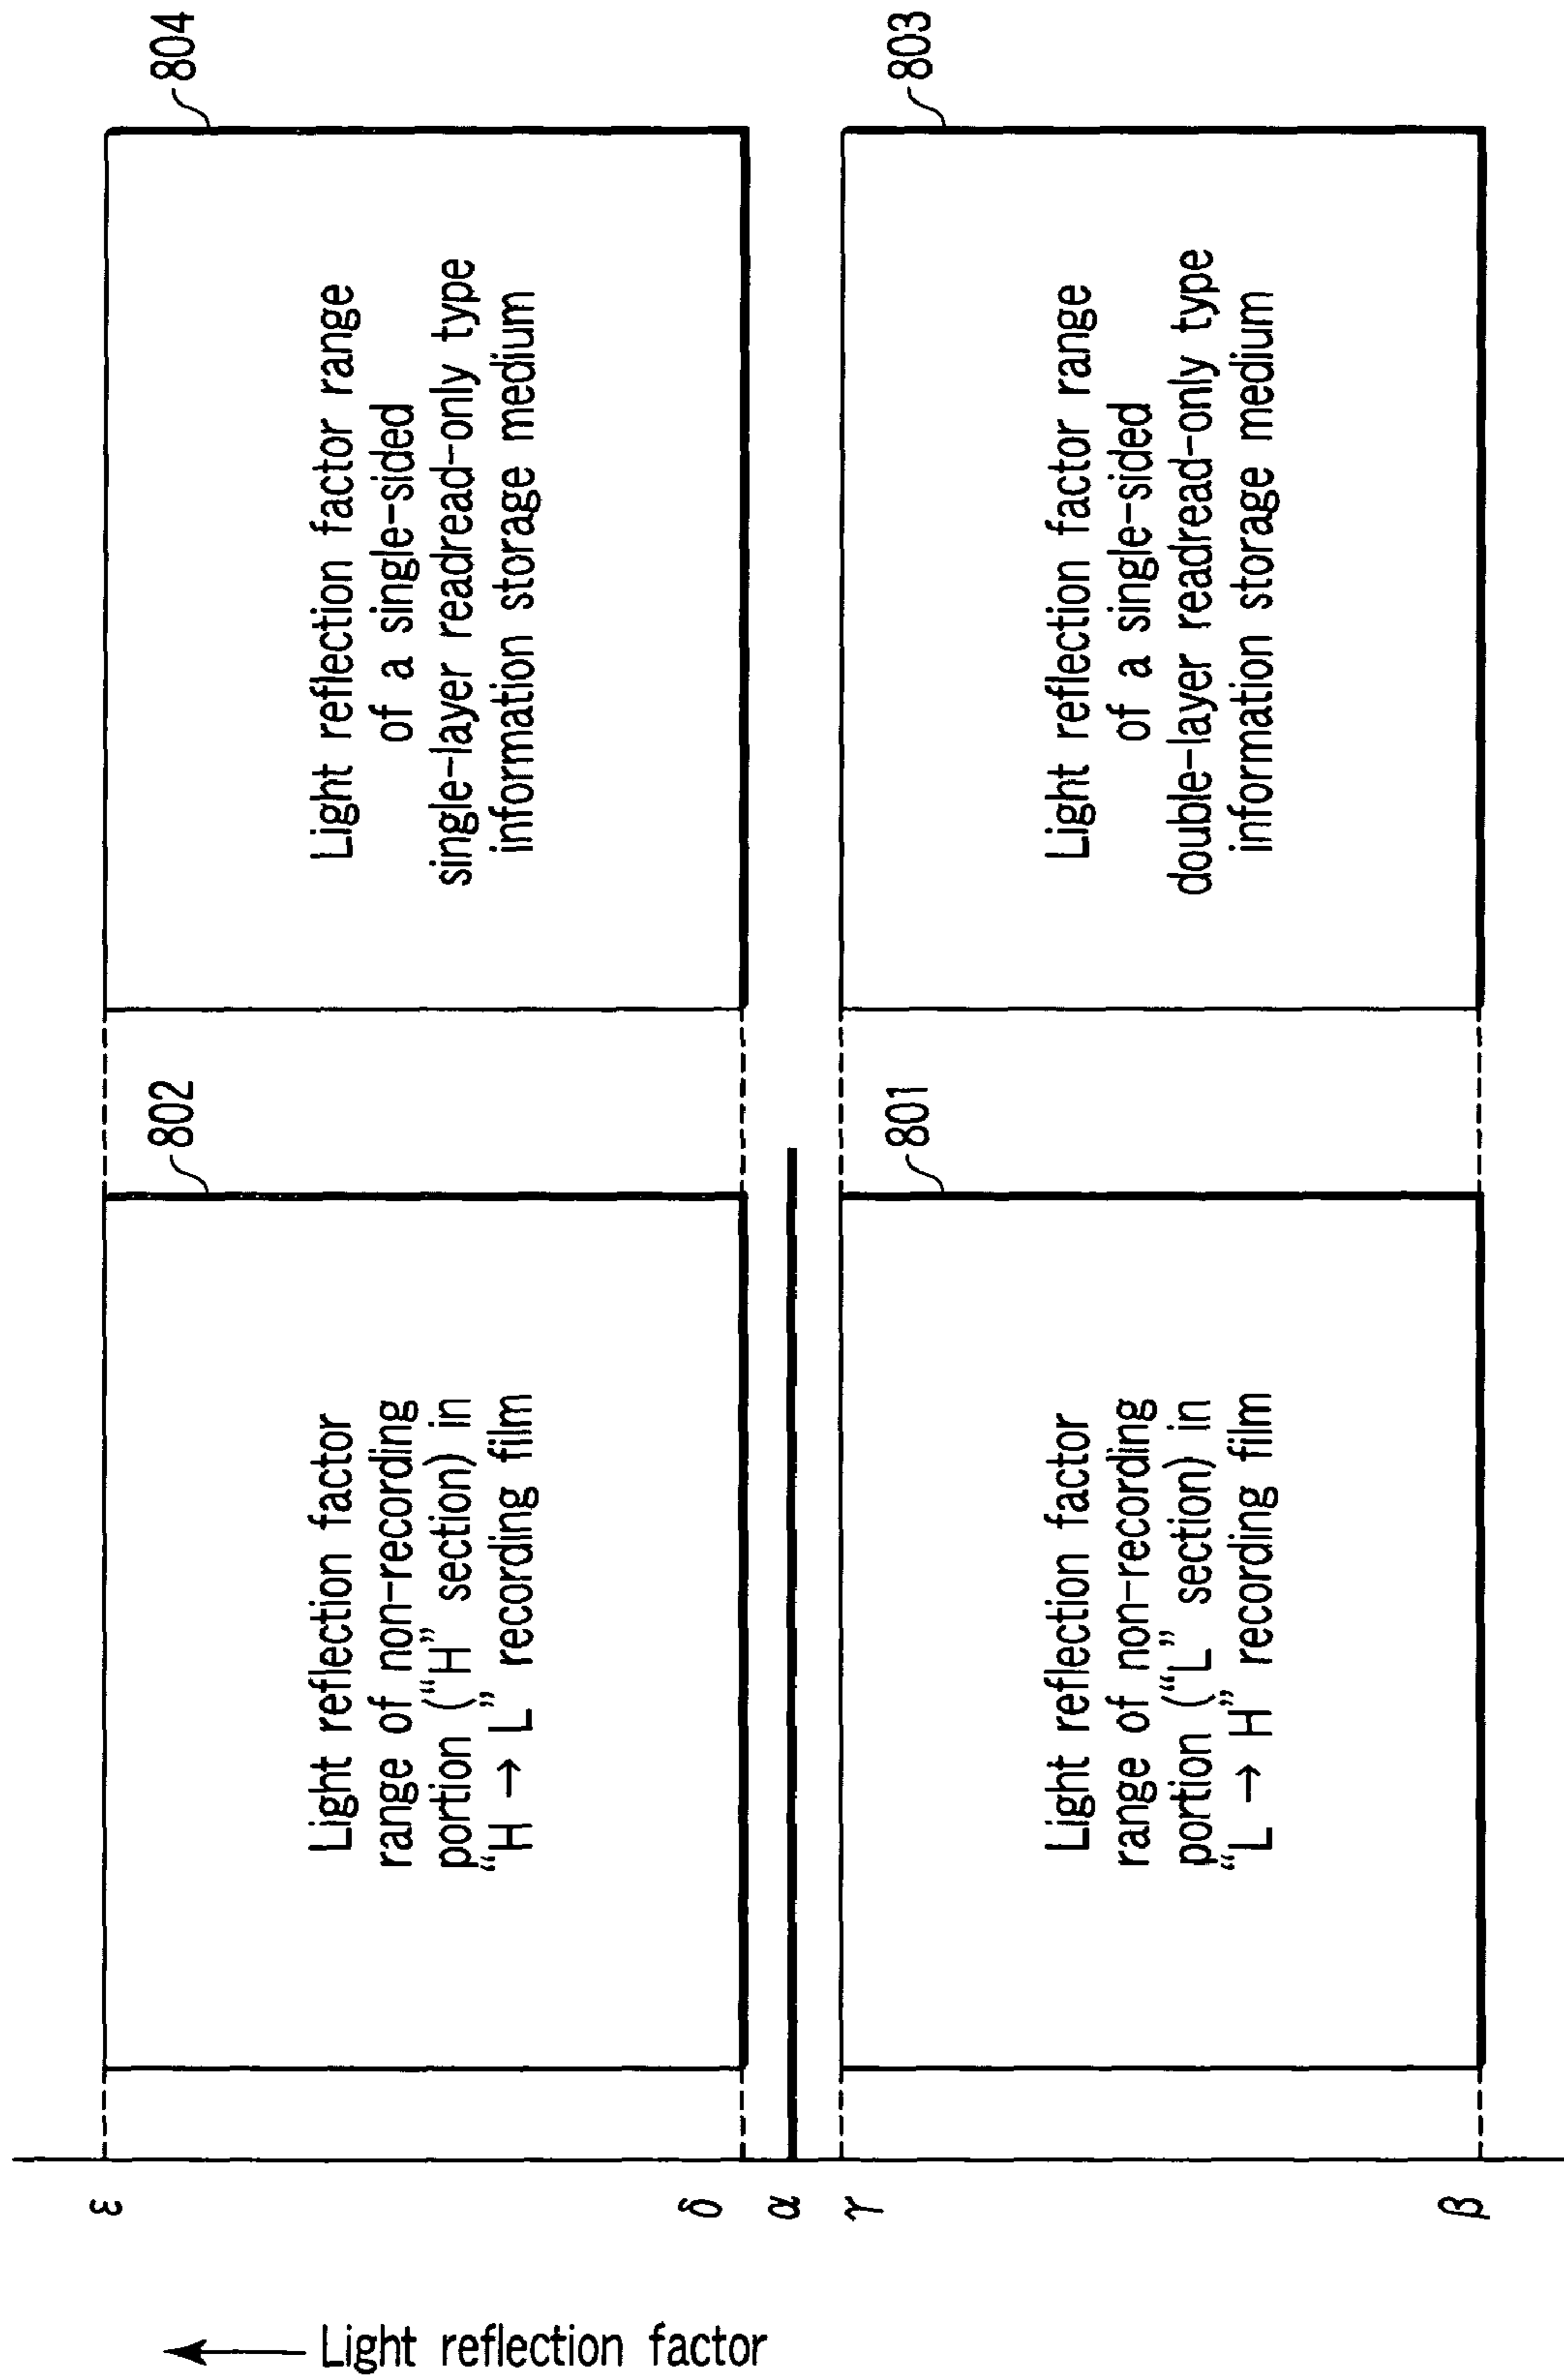 804
Light reflection factor range
of a single-sided
single-layer readread-only type
information storage medium
803
Light reflection factor range
of a single-sided
double-layer readread-only type
information storage medium
802
Light reflection factor
range of non-recording
portion (“H” section) in
“H → L” recording film
801
Light reflection factor
range of non-recording
portion (“L” section) in
“L → H” recording film
ε
δ
α
γ
β
← Light reflection factor